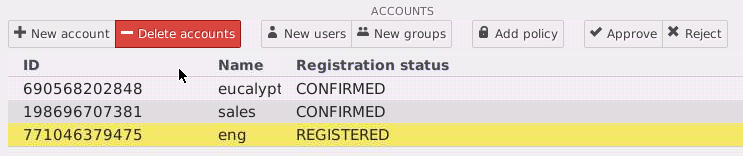 ACCOUNTS
New account Delete accounts New users New groups Add policy Approve Reject
ID Name Registration status
690568202848 eucalypt CONFIRMED
198696707381 sales CONFIRMED
771046379475 eng REGISTERED